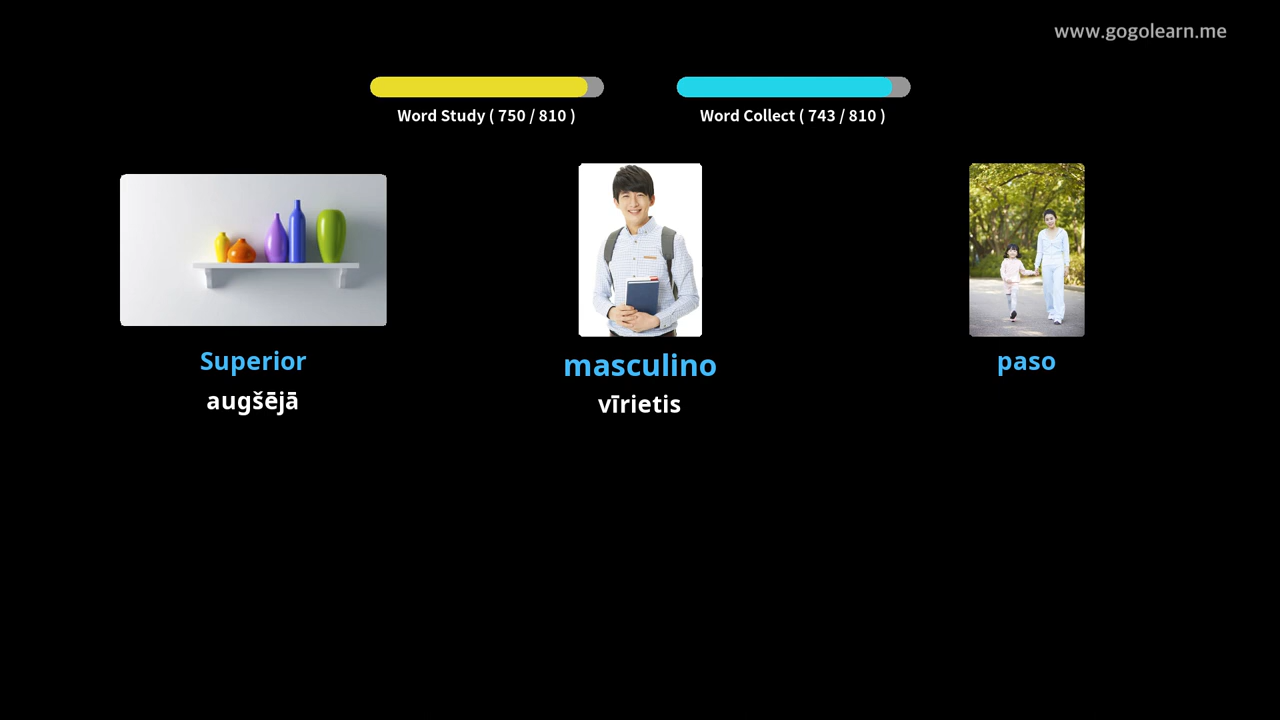 www.gogolearn.me
Word Study ( 750 / 810 )
Word Collect ( 743 / 810 )
Superior
augšējā
masculino
vīrietis
paso